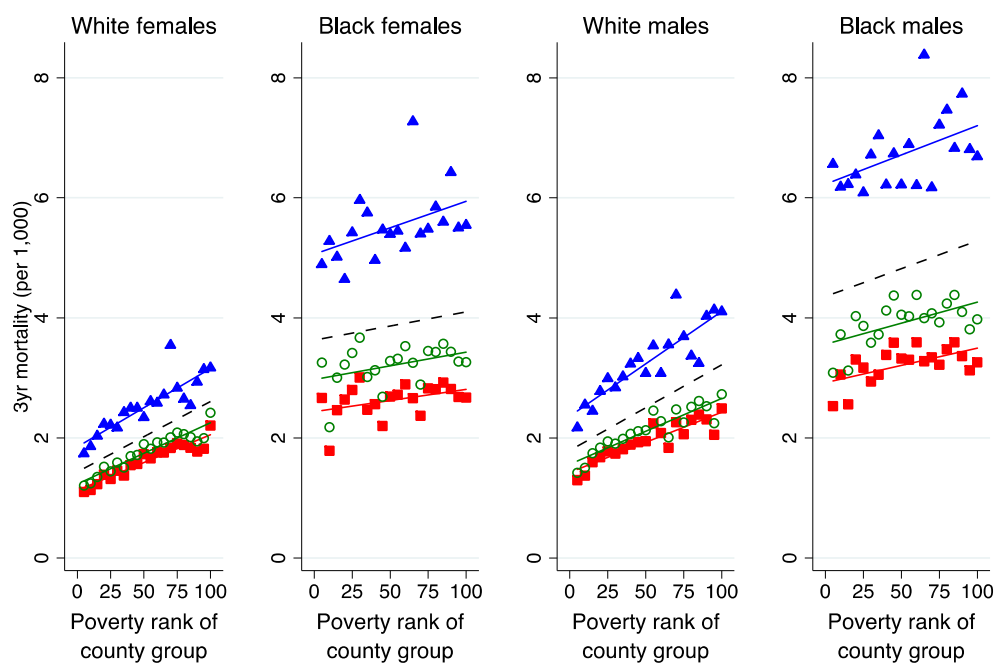 White females
Black females
White males
Black males
3yr mortality (per 1,000)
8
6
4
2
0
0 25 50 75 100
Poverty rank of
county group
8
6
4
2
0
0 25 50 75 100
Poverty rank of
county group
8
6
4
2
0
0 25 50 75 100
Poverty rank of
county group
8
6
4
2
0
0 25 50 75 100
Poverty rank of
county group